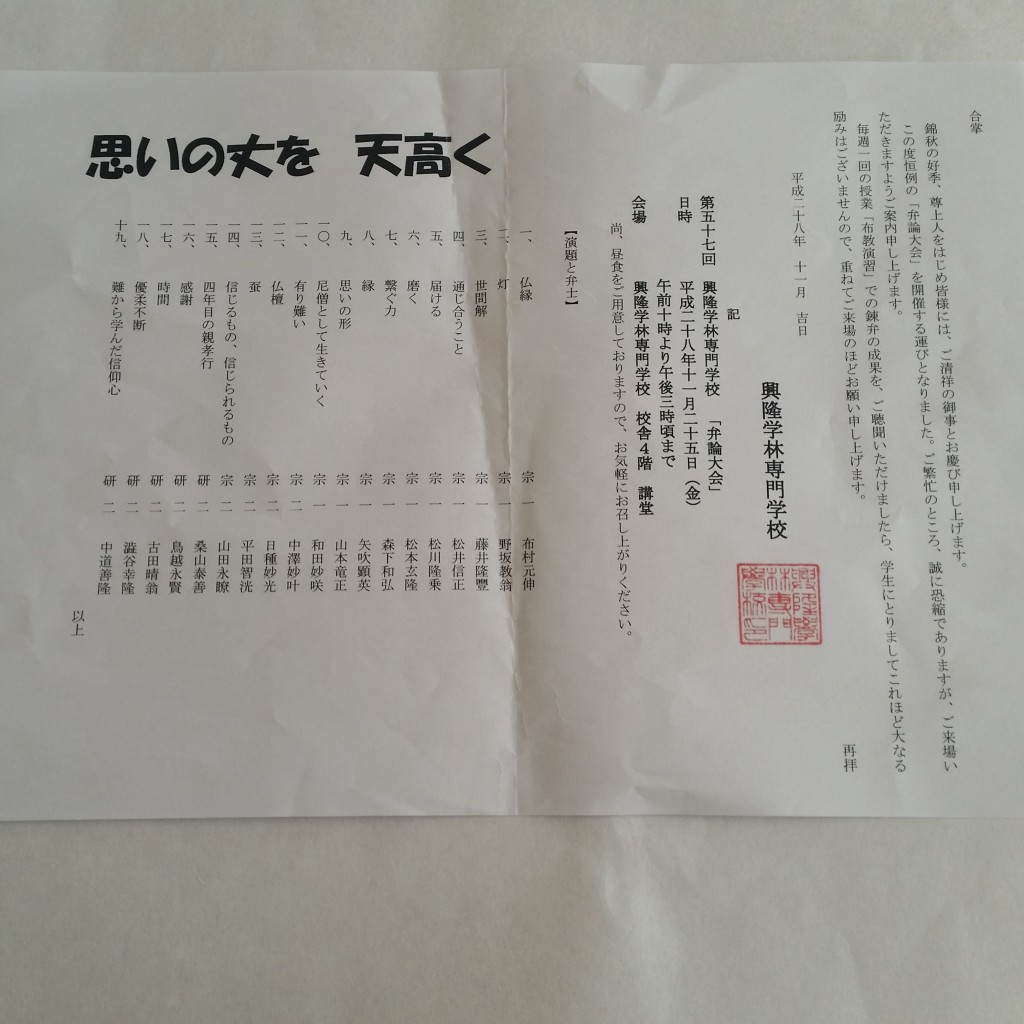 合掌
錦秋の好季、尊上人をはじめ皆様には、ご清祥の御事とお慶び申し上げます。
この度恒例の「弁論大会」を開催する運びとなりました。ご繁忙のところ、誠に恐縮でありますが、ご来場い
ただきますようご案内申し上げます。
毎週一回の授業「布教演習」での錬弁の成果を、ご聴聞いただけましたら、学生にとりましてこれほど大なる
励みはございませんので、重ねてご来場のほどお願い申し上げます。
再拝
平成二十八年 十一月 吉日
興隆学林専門学校
興隆學林專門學校印
記
第五十七回 興隆学林専門学校 「弁論大会」
日時 平成二十八年十一月二十五日(金)
午前十時より午後三時頃まで
会場 興隆学林専門学校 校舎4階 講堂
尚、昼食をご用意しておりますので、お気軽にお召し上がりください。
【演題と弁士】
思いの丈を 天高く
一、 仏縁 宗一 布村元伸
二、 灯 宗一 野坂教翁
三、 世間解 宗一 藤井隆豐
四、 通じ合うこと 宗一 松井信正
五、 届ける 宗一 松川隆乗
六、 磨く 宗一 松本玄隆
七、 繋ぐ力 宗一 森下和弘
八、 縁 宗一 矢吹顕英
九、 思いの形 宗一 山本竜正
一〇、 尼僧として生きていく 宗一 和田妙咲
一一、 有り難い 宗二 中澤妙叶
一二、 仏壇 宗二 日種妙光
一三、 蚕 宗二 平田智洸
一四、 信じるもの、信じられるもの 宗二 山田永暸
一五、 四年目の親孝行 研二 桑山泰善
一六、 感謝 研二 鳥越永賢
一七、 時間 研二 古田晴翁
一八、 優柔不断 研二 澁谷幸隆
十九、 難から学んだ信仰心 研二 中道善隆
以上